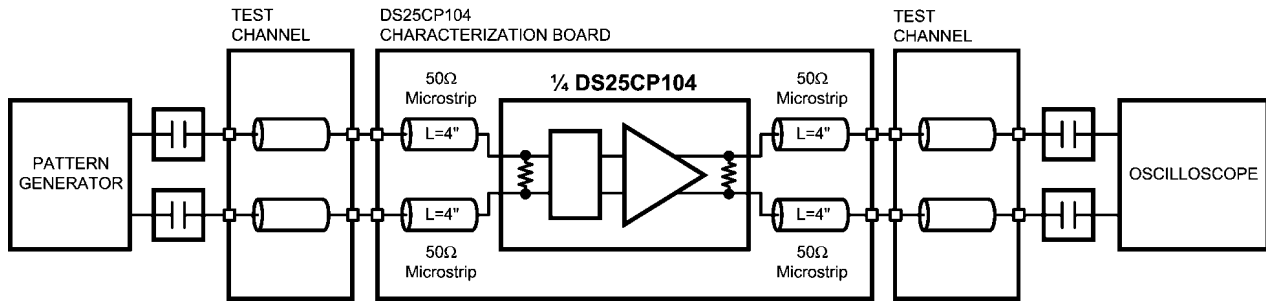 TEST
CHANNEL
DS25CP104
CHARACTERIZATION BOARD
TEST
CHANNEL
50Ω
Microstrip
¼ DS25CP104
50Ω
Microstrip
L=4"
L=4"
PATTERN
GENERATOR
OSCILLOSCOPE
L=4"
L=4"
50Ω
Microstrip
50Ω
Microstrip